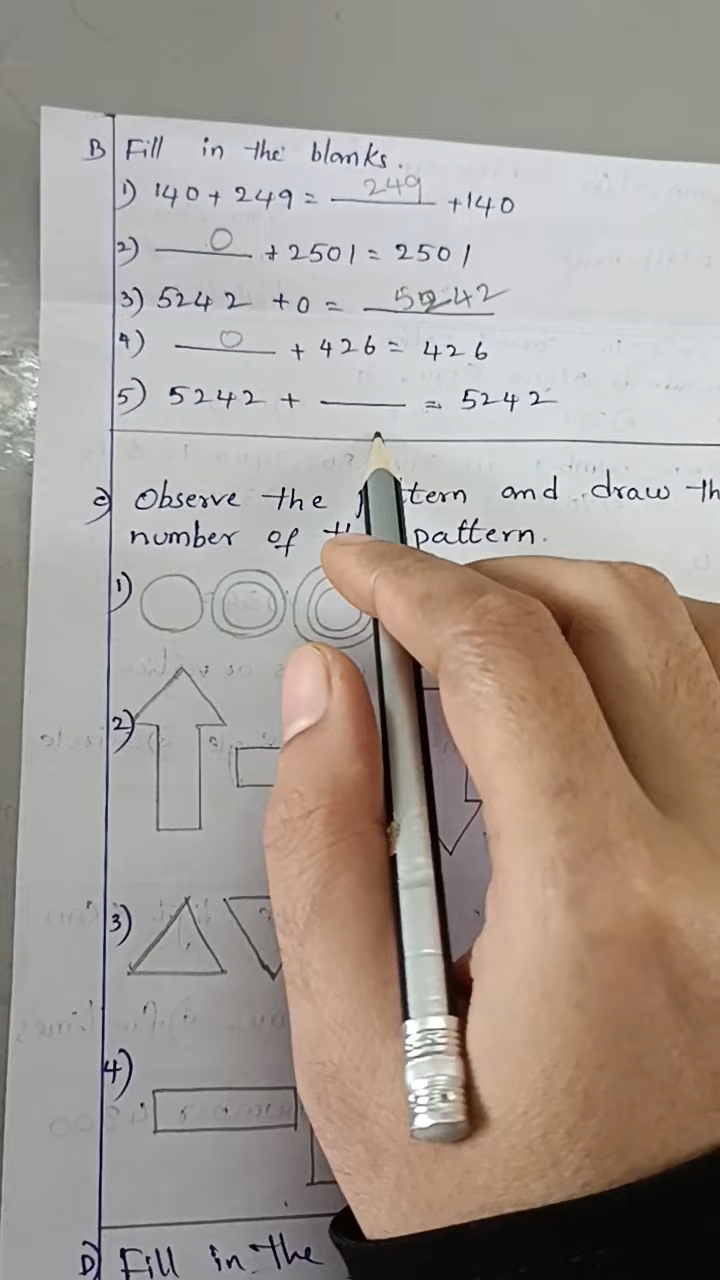 B) Fill in the blanks.
1) 140 + 249 = 249 + 140
2) 0 + 2501 = 2501
3) 5242 + 0 = 5242
4) 0 + 426 = 426
5) 5242 + ____ = 5242
c) Observe the and draw th
number of pattern.
1)
2)
3)
4)
D) Fill in the